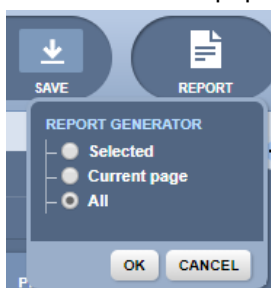 SAVE
REPORT
REPORT GENERATOR
Selected
Current page
All
OK
CANCEL